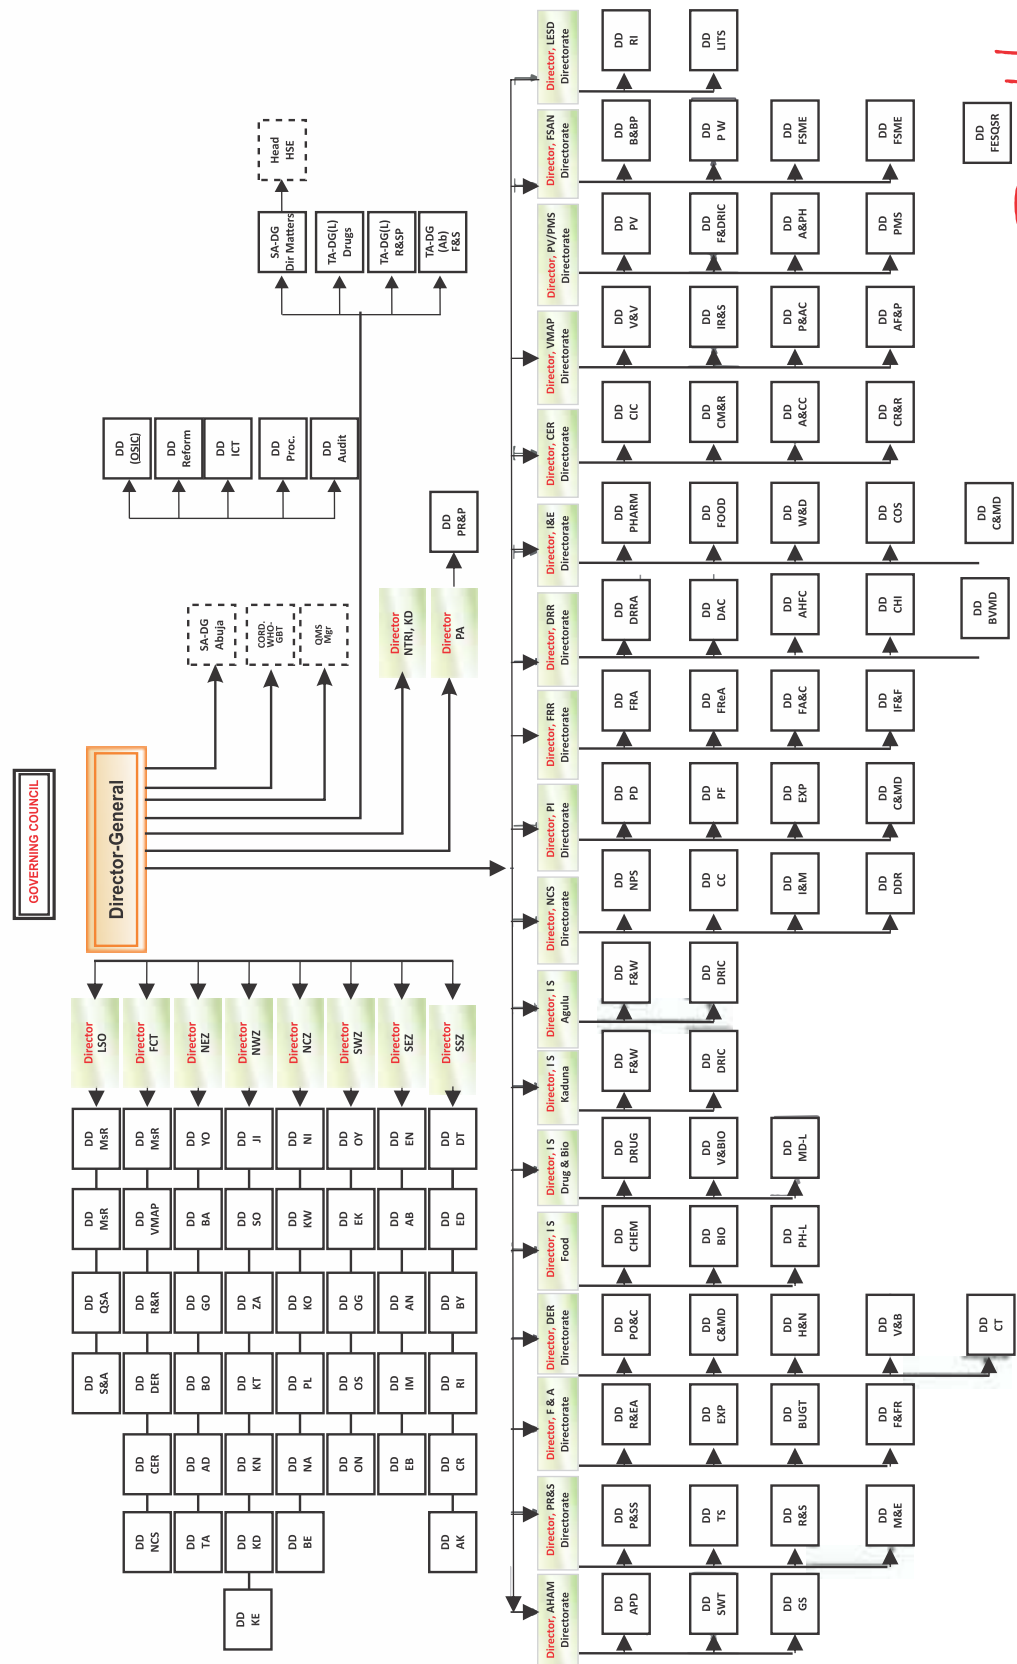 GOVERNING COUNCIL
Director-General
SA-DG
Abuja
CORD.
WHO-
GBT
QMS
Mgr
Director
NTRI, KD
Director
PA
DD
PR&P
DD
(OSIC)
DD
Reform
DD
ICT
DD
Proc.
DD
Audit
SA-DG
Dir Matters
Head
HSE
TA-DG(L)
Drugs
TA-DG(L)
R&SP
TA-DG
(Ab)
F&S
Director
LSO
DD
MsR
DD
MsR
DD
QSA
DD
S&A
Director
FCT
DD
MsR
DD
VMAP
DD
R&R
DD
DER
DD
CER
DD
NCS
Director
NEZ
DD
YO
DD
BA
DD
GO
DD
BO
DD
AD
DD
TA
Director
NWZ
DD
JI
DD
SO
DD
ZA
DD
KT
DD
KN
DD
KD
DD
KE
Director
NCZ
DD
NI
DD
KW
DD
KO
DD
PL
DD
NA
DD
BE
Director
SWZ
DD
OY
DD
EK
DD
OG
DD
OS
DD
ON
Director
SEZ
DD
EN
DD
AB
DD
AN
DD
IM
DD
EB
Director
SSZ
DD
DT
DD
ED
DD
BY
DD
RI
DD
CR
DD
AK
Director, AHAM
Directorate
DD
APD
DD
SWT
DD
GS
Director, PR&S
Directorate
DD
P&SS
DD
TS
DD
R&S
DD
M&E
Director, F & A
Directorate
DD
R&EA
DD
EXP
DD
BUGT
DD
F&FR
Director, DER
Directorate
DD
PO&C
DD
C&MD
DD
H&N
DD
V&B
DD
CT
Director, I S
Food
DD
CHEM
DD
BIO
DD
PH-L
Director, I S
Drug & Bio
DD
DRUG
DD
V&BIO
DD
MD-L
Director, I S
Kaduna
DD
F&W
DD
DRIC
Director, I S
Agulu
DD
F&W
DD
DRIC
Director, NCS
Directorate
DD
NPS
DD
CC
DD
I&M
DD
DDR
Director, PI
Directorate
DD
PD
DD
PF
DD
EXP
DD
C&MD
Director, FRR
Directorate
DD
FRA
DD
FReA
DD
FA&C
DD
IF&F
Director, DRR
Directorate
DD
DRRA
DD
DAC
DD
AHFC
DD
CHI
DD
BVMD
Director, I&E
Directorate
DD
PHARM
DD
FOOD
DD
W&D
DD
COS
DD
C&MD
Director, CER
Directorate
DD
CIC
DD
CM&R
DD
A&CC
DD
CR&R
Director, VMAP
Directorate
DD
V&V
DD
IR&S
DD
P&AC
DD
AF&P
Director, PV/PMS
Directorate
DD
PV
DD
F&DRIC
DD
A&PH
DD
PMS
Director, FSAN
Directorate
DD
B&BP
DD
P W
DD
FSME
DD
FSME
DD
FESQSR
Director, LESD
Directorate
DD
RI
DD
LITS